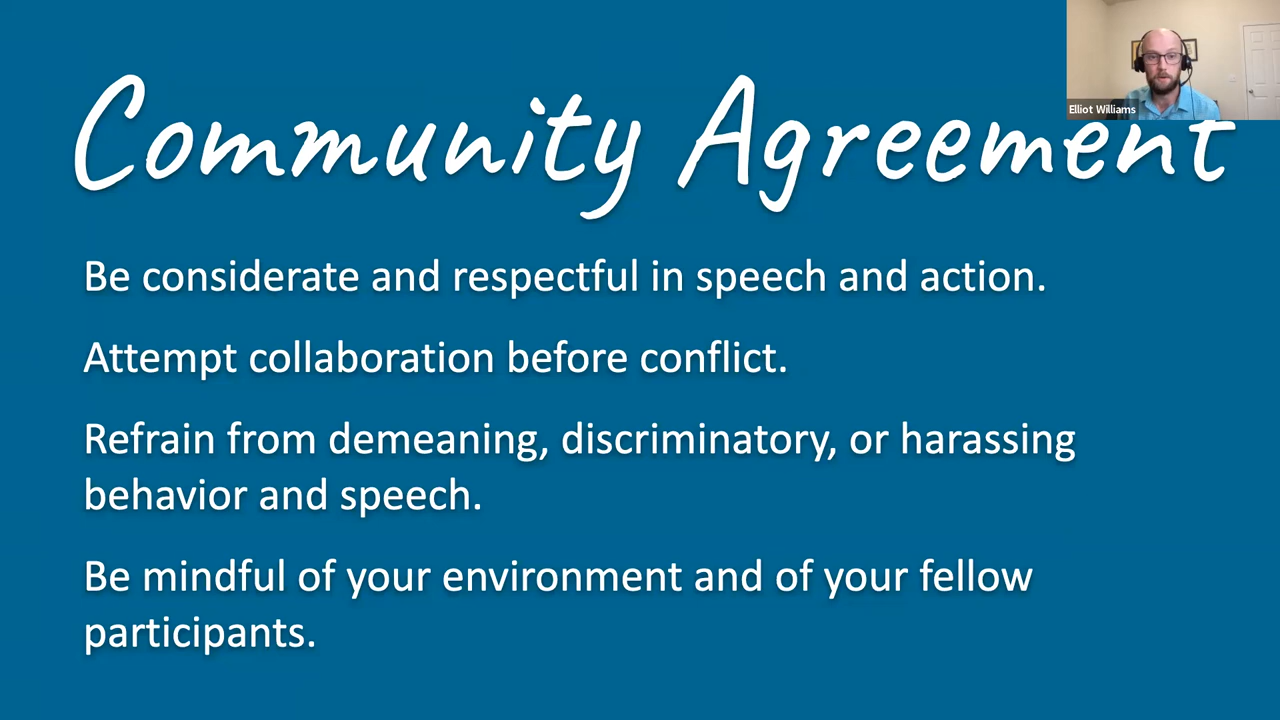 Elliot Williams
Community Agreement
Be considerate and respectful in speech and action.
Attempt collaboration before conflict.
Refrain from demeaning, discriminatory, or harassing
behavior and speech.
Be mindful of your environment and of your fellow
participants.